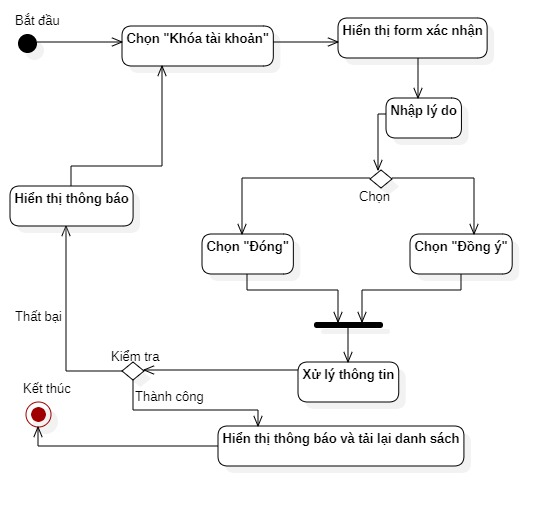 Bắt đầu
Chọn "Khóa tài khoản"
Hiển thị form xác nhận
Nhập lý do
Chọn
Hiển thị thông báo
Chọn "Đóng"
Chọn "Đồng ý"
Thất bại
Kiểm tra
Xử lý thông tin
Kết thúc
Thành công
Hiển thị thông báo và tải lại danh sách